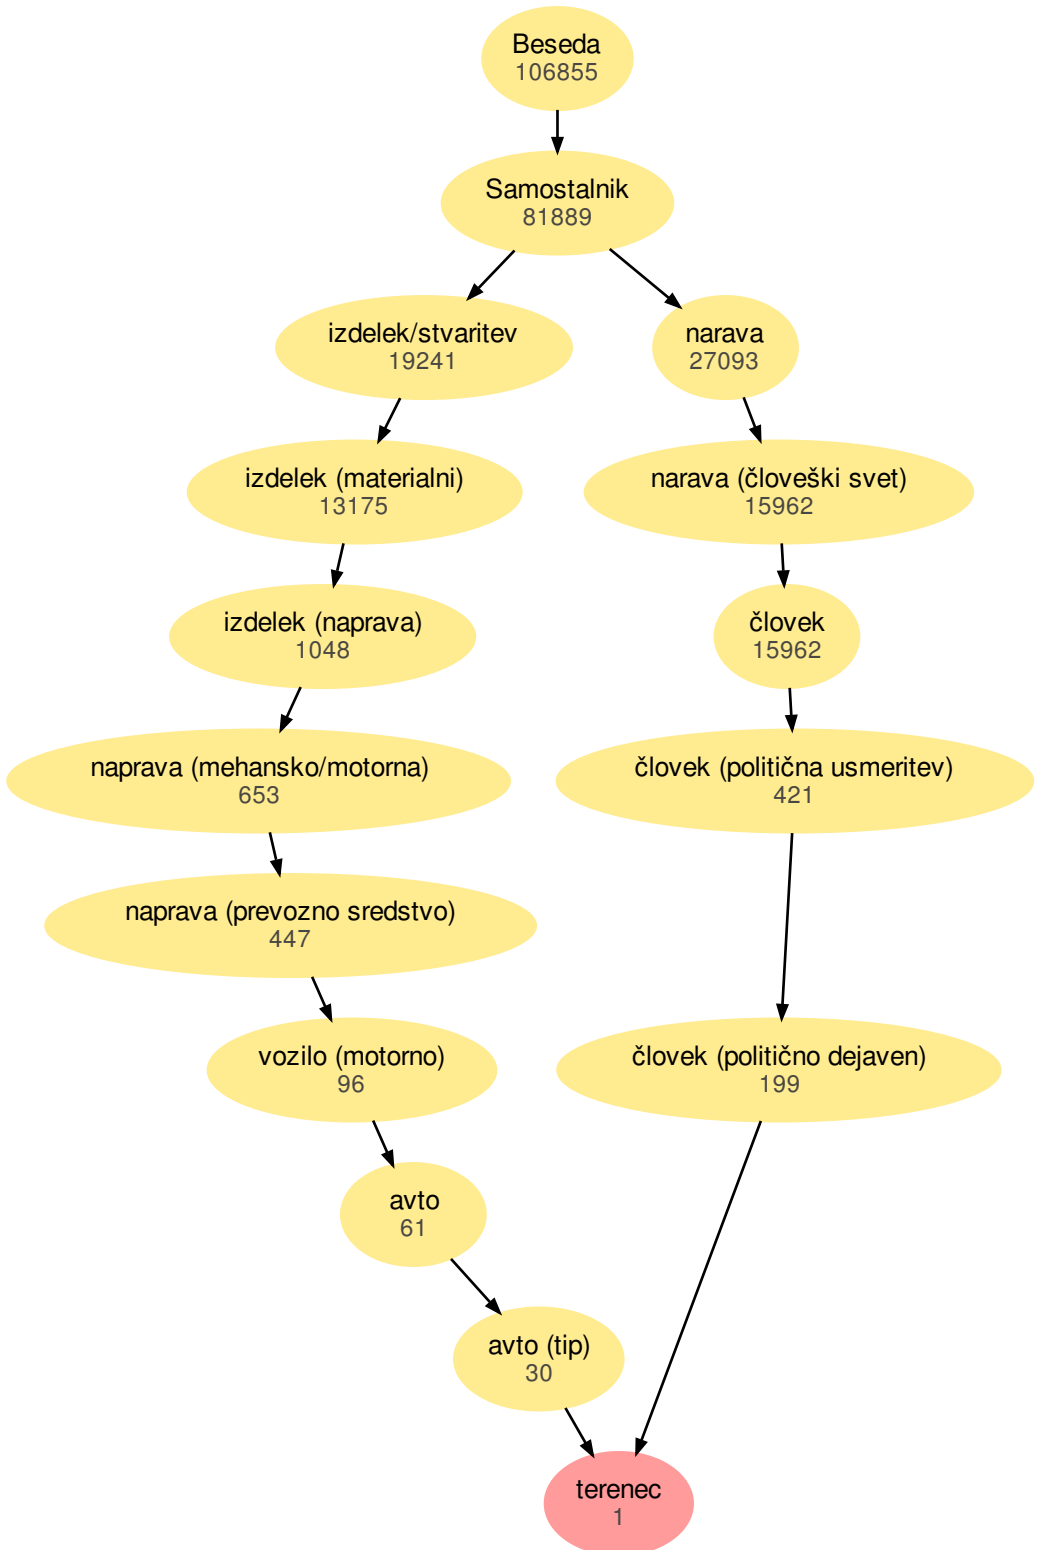 Beseda
106855
Samostalnik
81889
izdelek/stvaritev
19241
narava
27093
izdelek (materialni)
13175
narava (človeški svet)
15962
izdelek (naprava)
1048
človek
15962
naprava (mehansko/motorna)
653
človek (politična usmeritev)
421
naprava (prevozno sredstvo)
447
vozilo (motorno)
96
človek (politično dejaven)
199
avto
61
avto (tip)
30
terenec
1